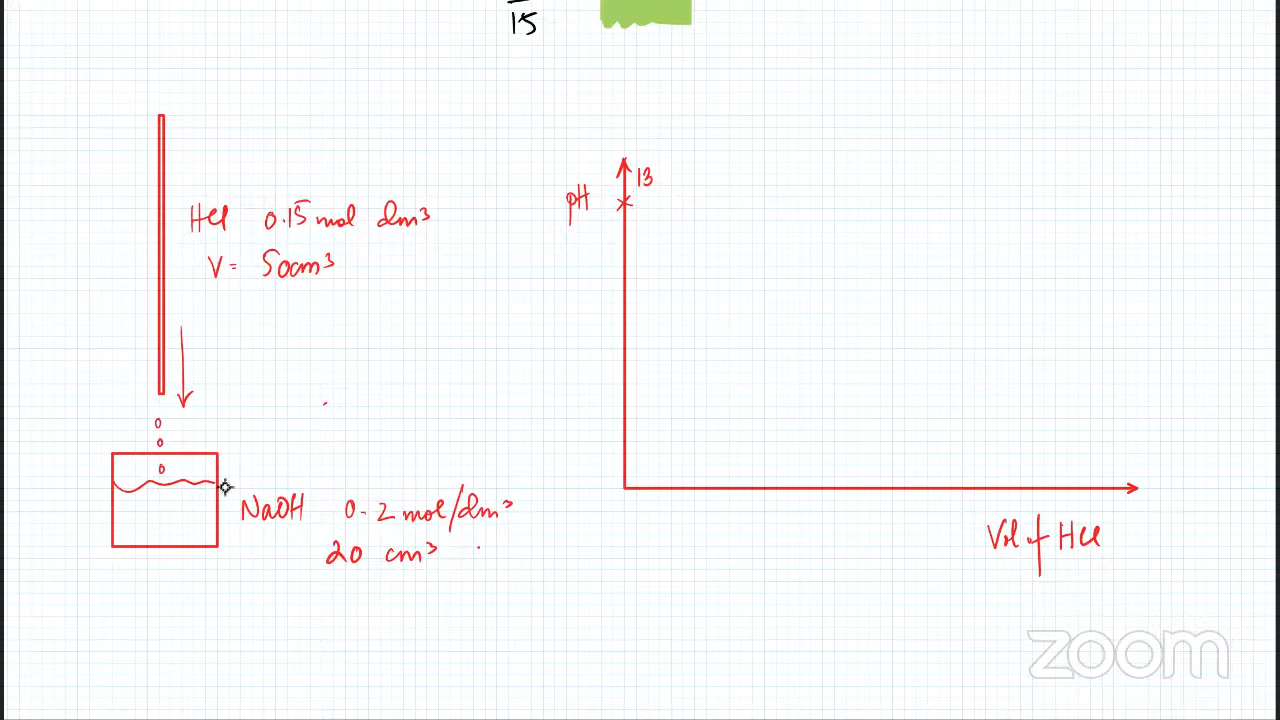 15
HCl 0.15 mol dm³
V = 50cm³
pH
13
NaOH 0.2 mol/dm³
20 cm³
Vol of HCl
zoom